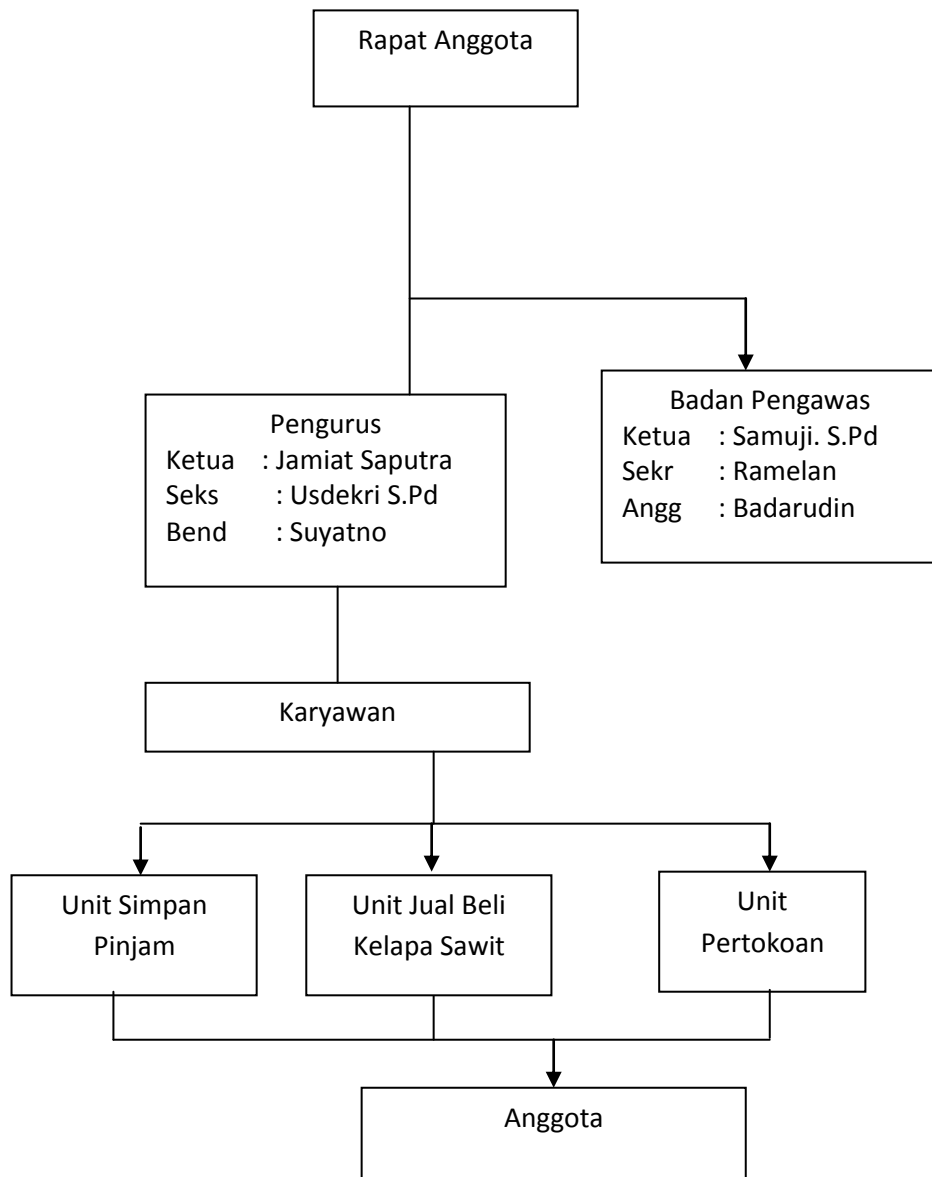 Rapat Anggota
Pengurus
Ketua : Jamiat Saputra
Seks : Usdekri S.Pd
Bend : Suyatno
Badan Pengawas
Ketua : Samuji. S.Pd
Sekr : Ramelan
Angg : Badarudin
Karyawan
Unit Simpan
Pinjam
Unit Jual Beli
Kelapa Sawit
Unit
Pertokoan
Anggota